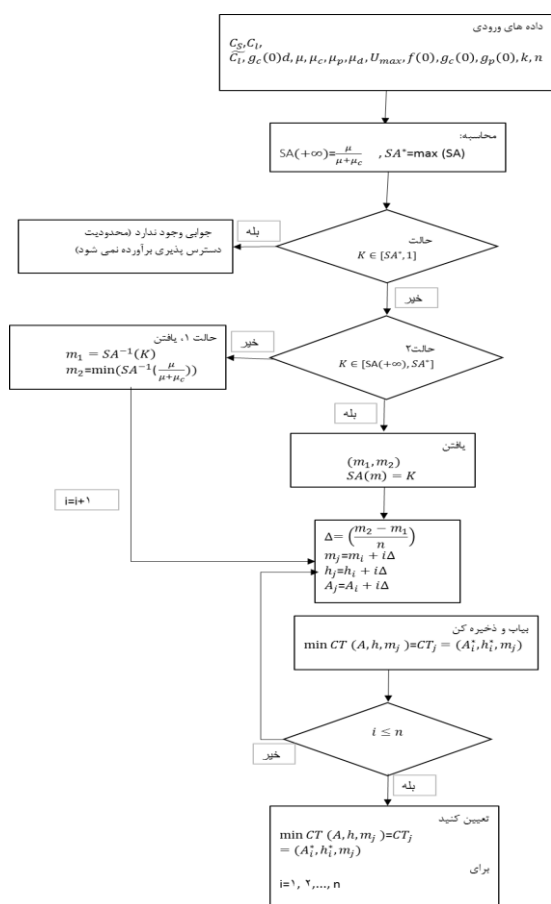 داده های ورودی
C_S, C_l,
C̃_l, g_c(0)d, μ, μ_c, μ_p, μ_d, U_max, f(0), g_c(0), g_p(0), k, n
محاسبه:
SA(+∞)=μ/(μ+μ_c) , SA*=max (SA)
حالت
K ∈ [SA*, 1]
بله
جوابی وجود ندارد (محدودیت
دسترس پذیری برآورده نمی شود)
خیر
حالت۲
K ∈ [SA(+∞), SA*]
خیر
حالت ۱، یافتن
m_1 = SA^{-1}(K)
m_2=min(SA^{-1}(μ/(μ+μ_c)))
بله
یافتن
(m_1, m_2)
SA(m) = K
i=i+۱
Δ= ((m_2 − m_1)/n)
m_j=m_i + iΔ
h_j=h_i + iΔ
A_j=A_i + iΔ
بیاب و ذخیره کن
min CT (A, h, m_j)=CT_j = (A_i^*, h_i^*, m_j)
i ≤ n
خیر
بله
تعیین کنید
min CT (A, h, m_j)=CT_j
= (A_i^*, h_i^*, m_j)
برای
i=۱, ۲,..., n